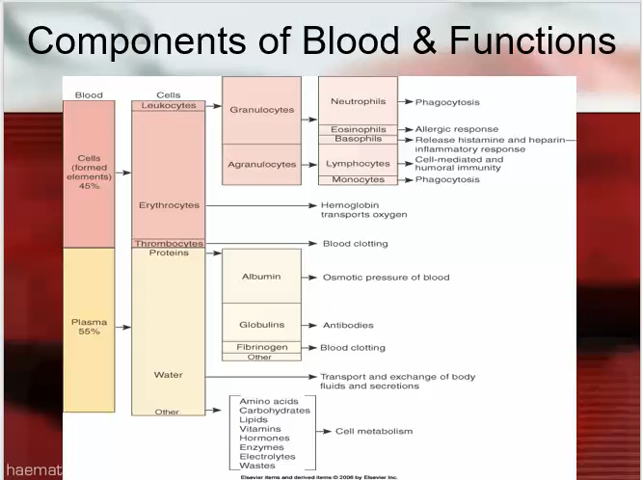 Components of Blood & Functions
Blood
Cells
(formed
elements)
45%
Plasma
55%
Cells
Leukocytes
Erythrocytes
Thrombocytes
Proteins
Water
Other
Granulocytes
Agranulocytes
Neutrophils
Eosinophils
Basophils
Lymphocytes
Monocytes
Phagocytosis
Allergic response
Release histamine and heparin—
inflammatory response
Cell-mediated and
humoral immunity
Phagocytosis
Hemoglobin
transports oxygen
Blood clotting
Albumin
Globulins
Fibrinogen
Other
Osmotic pressure of blood
Antibodies
Blood clotting
Transport and exchange of body
fluids and secretions
Amino acids
Carbohydrates
Lipids
Vitamins
Hormones
Enzymes
Electrolytes
Wastes
Cell metabolism
Elsevier items and derived items © 2006 by Elsevier Inc.
haemat